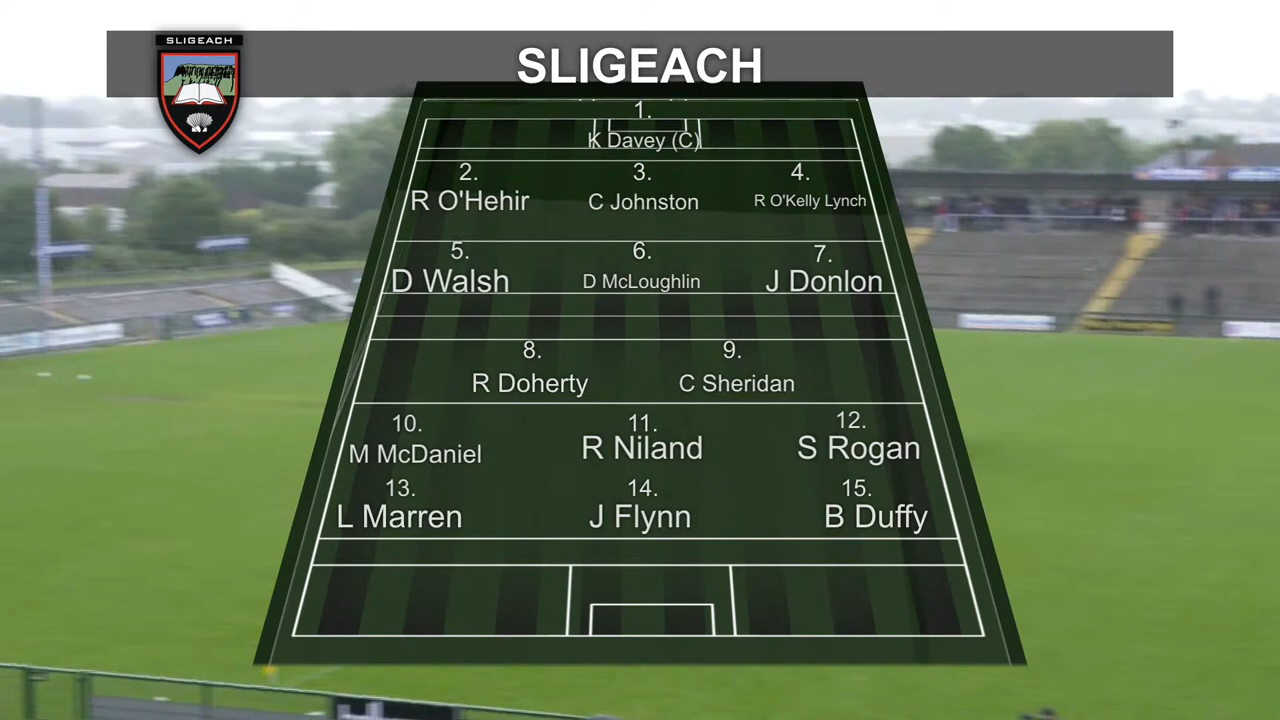 SLIGEACH
SLIGEACH
1.
K Davey (C)
2.
3.
4.
R O'Hehir
C Johnston
R O'Kelly Lynch
5.
6.
7.
D Walsh
D McLoughlin
J Donlon
8.
9.
R Doherty
C Sheridan
10.
11.
12.
M McDaniel
R Niland
S Rogan
13.
14.
15.
L Marren
J Flynn
B Duffy